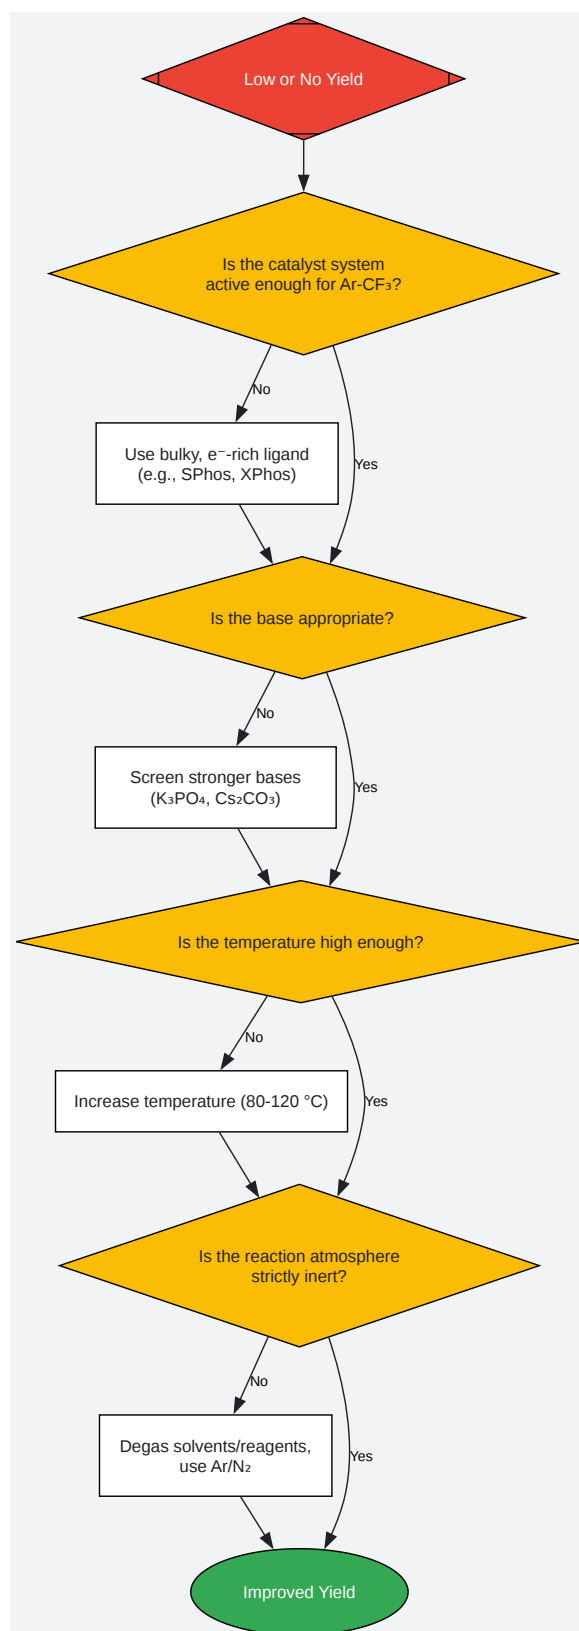 Low or No Yield
Is the catalyst system
active enough for Ar-CF₃?
No
Yes
Use bulky, e⁻-rich ligand
(e.g., SPhos, XPhos)
Is the base appropriate?
No
Yes
Screen stronger bases
(K₃PO₄, Cs₂CO₃)
Is the temperature high enough?
No
Yes
Increase temperature (80-120 °C)
Is the reaction atmosphere
strictly inert?
No
Yes
Degas solvents/reagents,
use Ar/N₂
Improved Yield